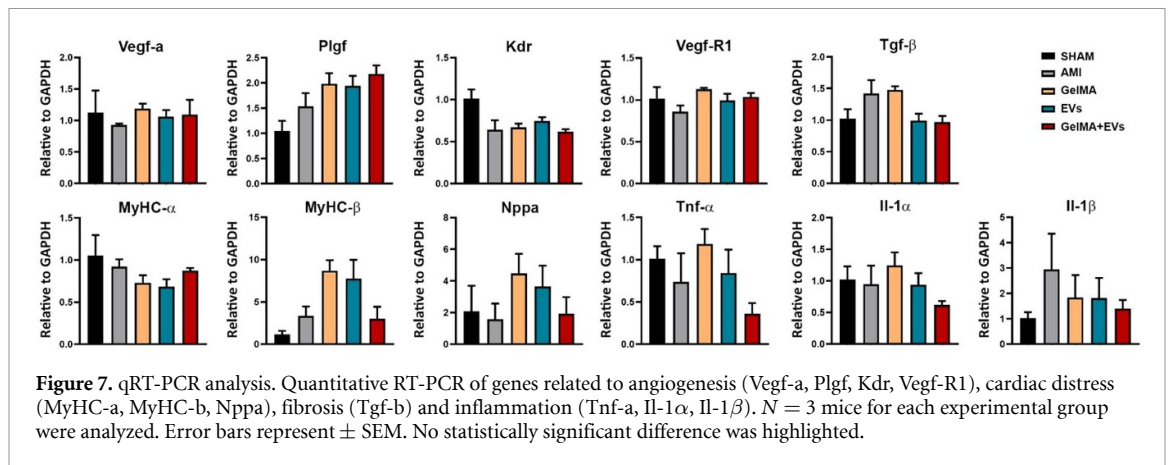 Vegf-a
Plgf
Kdr
Vegf-R1
Tgf-β
Relative to GAPDH
2.0
1.5
1.0
0.5
0.0
Relative to GAPDH
2.5
2.0
1.5
1.0
0.5
0.0
Relative to GAPDH
1.5
1.0
0.5
0.0
Relative to GAPDH
1.5
1.0
0.5
0.0
Relative to GAPDH
2.0
1.5
1.0
0.5
0.0
SHAM
AMI
GelMA
EVs
GelMA+EVs
MyHC-α
MyHC-β
Nppa
Tnf-α
Il-1α
Il-1β
Relative to GAPDH
1.5
1.0
0.5
0.0
Relative to GAPDH
15
10
5
0
Relative to GAPDH
8
6
4
2
0
Relative to GAPDH
1.5
1.0
0.5
0.0
Relative to GAPDH
2.0
1.5
1.0
0.5
0.0
Relative to GAPDH
5
4
3
2
1
0
Figure 7. qRT-PCR analysis. Quantitative RT-PCR of genes related to angiogenesis (Vegf-a, Plgf, Kdr, Vegf-R1), cardiac distress
(MyHC-a, MyHC-b, Nppa), fibrosis (Tgf-b) and inflammation (Tnf-a, Il-1α, Il-1β). N = 3 mice for each experimental group
were analyzed. Error bars represent ± SEM. No statistically significant difference was highlighted.